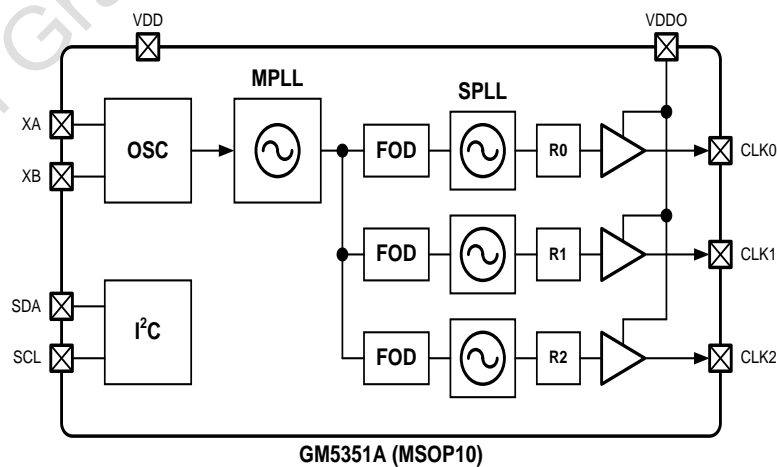 VDD
VDDO
MPLL
SPLL
XA
OSC
FOD
R0
CLK0
XB
FOD
R1
CLK1
SDA
I²C
SCL
FOD
R2
CLK2
GM5351A (MSOP10)